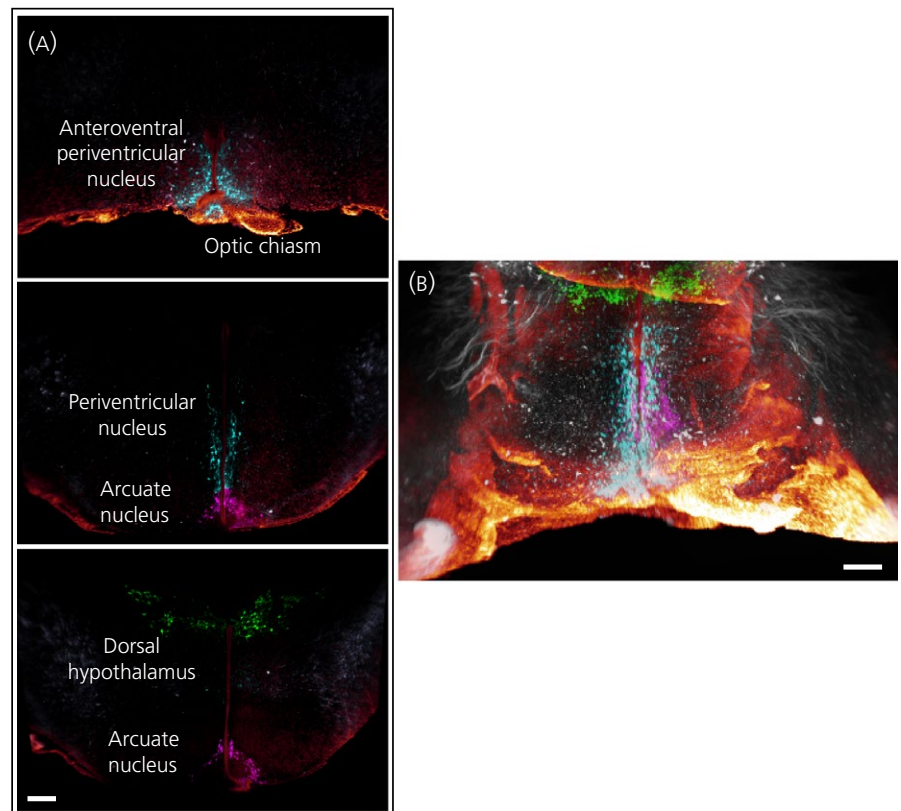 (A)
Anteroventral
periventricular
nucleus
Optic chiasm
Periventricular
nucleus
Arcuate
nucleus
Dorsal
hypothalamus
Arcuate
nucleus
(B)